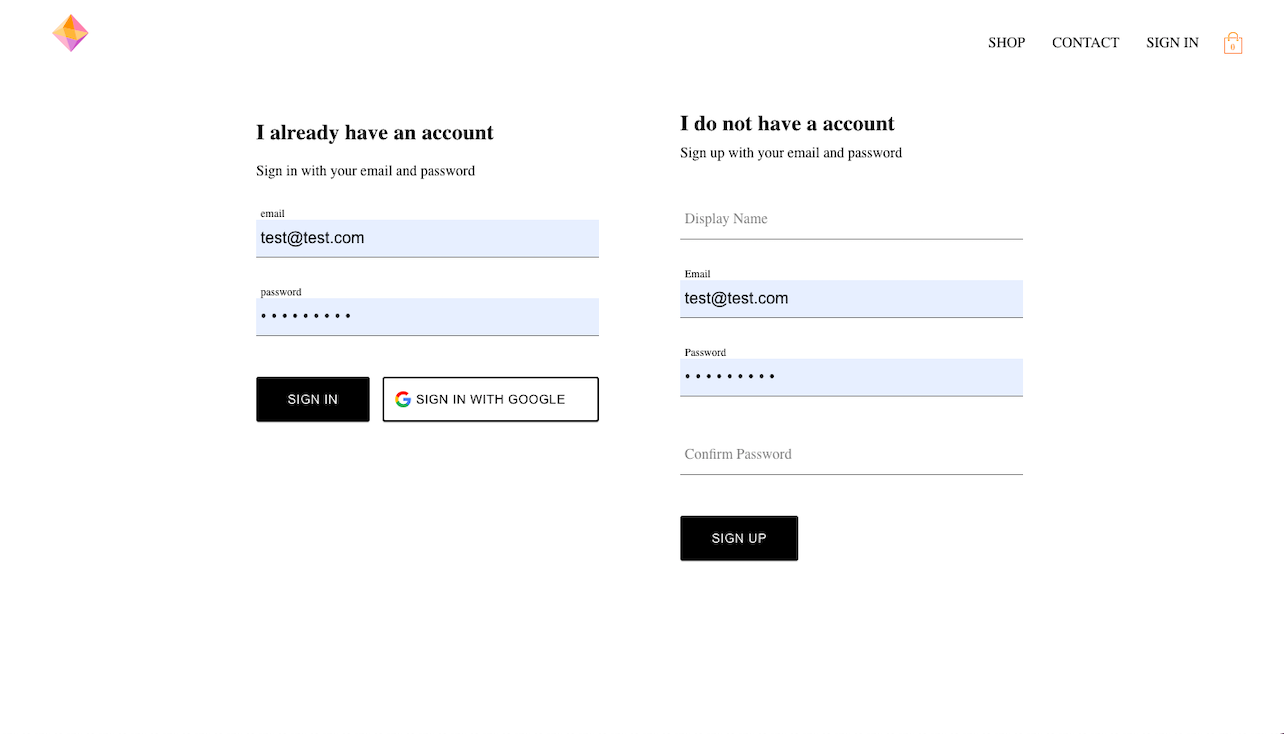 SHOP CONTACT SIGN IN 0
I already have an account
Sign in with your email and password
email
test@test.com
password
•••••••••
SIGN IN
SIGN IN WITH GOOGLE
I do not have a account
Sign up with your email and password
Display Name
Email
test@test.com
Password
•••••••••
Confirm Password
SIGN UP